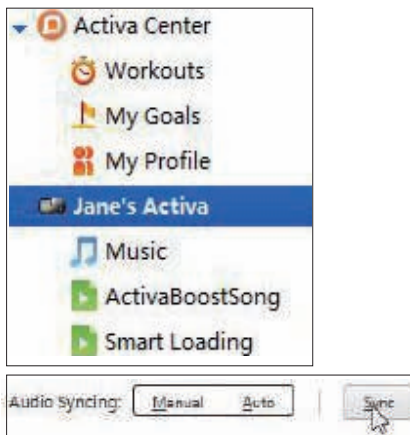 Activa Center
Workouts
My Goals
My Profile
Jane's Activa
Music
ActivaBoostSong
Smart Loading
Audio Syncing: Manual Auto Sync